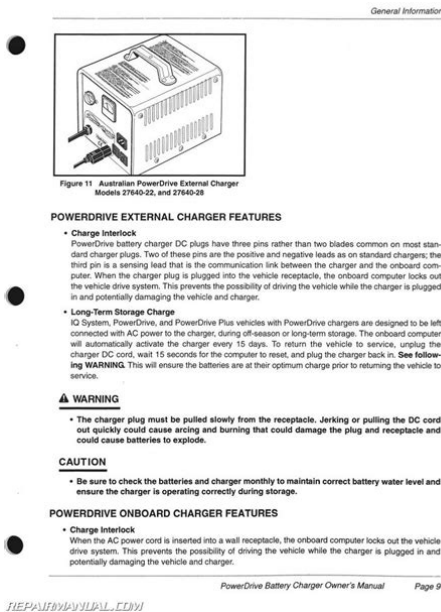 General Information
Figure 11 Australian PowerDrive External Charger
Models 27640-22, and 27640-28
POWERDRIVE EXTERNAL CHARGER FEATURES
• Charge Interlock
PowerDrive battery charger DC plugs have three pins rather than two blades common on most stan-
dard charger plugs. Two of these pins are the positive and negative leads as on standard chargers; the
third pin is a sensing lead that is the communication link between the charger and the onboard com-
puter. When the charger plug is plugged into the vehicle receptacle, the onboard computer locks out
the vehicle drive system. This prevents the possibility of driving the vehicle while the charger is plugged
in and potentially damaging the vehicle and charger.
• Long-Term Storage Charge
IQ System, PowerDrive, and PowerDrive Plus vehicles with PowerDrive chargers are designed to be left
connected with AC power to the charger, during off-season or long-term storage. The onboard computer
will automatically activate the charger every 15 days. To return the vehicle to service, unplug the
charger DC cord, wait 15 seconds for the computer to reset, and plug the charger back in. See follow-
ing WARNING. This will ensure the batteries are at their optimum charge prior to returning the vehicle to
service.
WARNING
• The charger plug must be pulled slowly from the receptacle. Jerking or pulling the DC cord
out quickly could cause arcing and burning that could damage the plug and receptacle and
could cause batteries to explode.
CAUTION
• Be sure to check the batteries and charger monthly to maintain correct battery water level and
ensure the charger is operating correctly during storage.
POWERDRIVE ONBOARD CHARGER FEATURES
• Charge Interlock
When the AC power cord is inserted into a wall receptacle, the onboard computer locks out the vehicle
drive system. This prevents the possibility of driving the vehicle while the charger is plugged in and
potentially damaging the vehicle and charger.
PowerDrive Battery Charger Owner's Manual Page 9
REPAIRMANUAL.COM